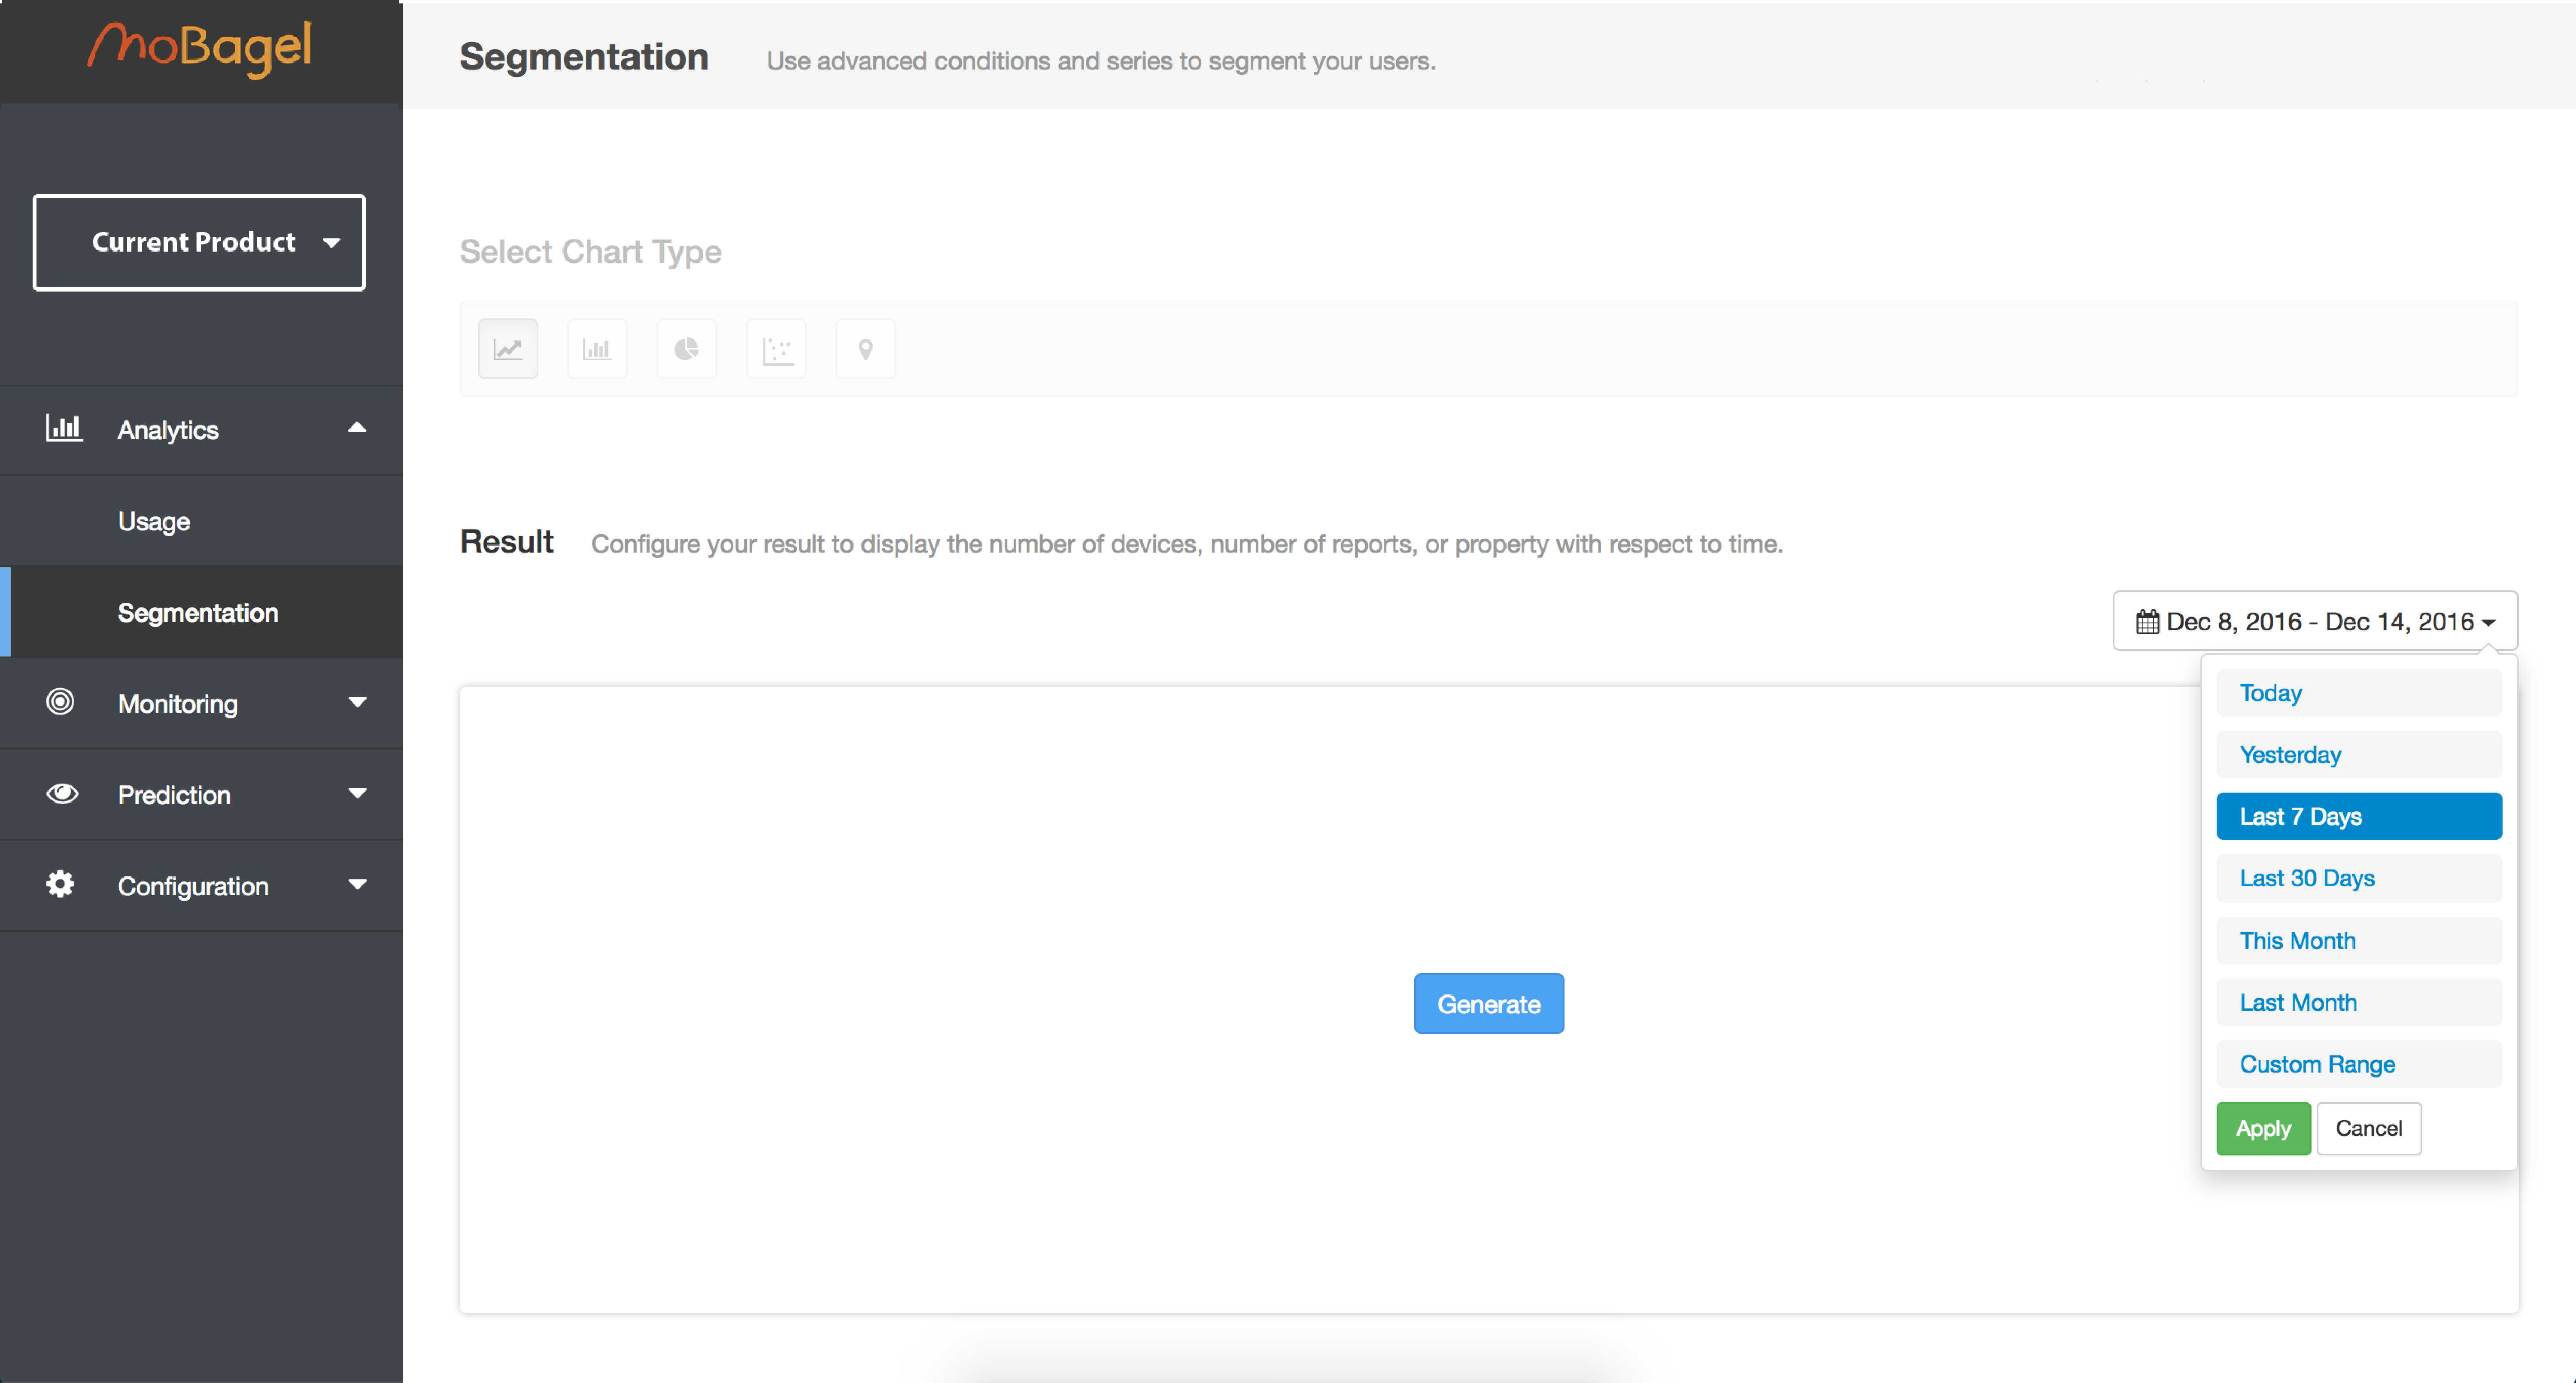 MoBagel
Segmentation Use advanced conditions and series to segment your users.
Current Product
Analytics
Usage
Segmentation
Monitoring
Prediction
Configuration
Select Chart Type
Result Configure your result to display the number of devices, number of reports, or property with respect to time.
Dec 8, 2016 - Dec 14, 2016
Today
Yesterday
Last 7 Days
Last 30 Days
This Month
Last Month
Custom Range
Apply Cancel
Generate